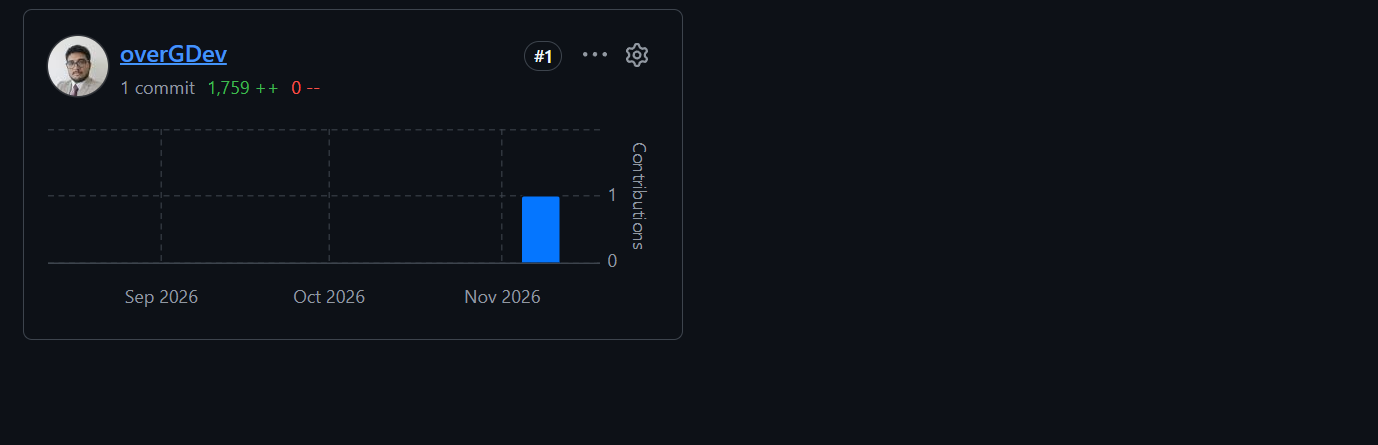 overGDev
#1
1 commit 1,759 ++ 0 --
Contributions
1
0
Sep 2026 Oct 2026 Nov 2026